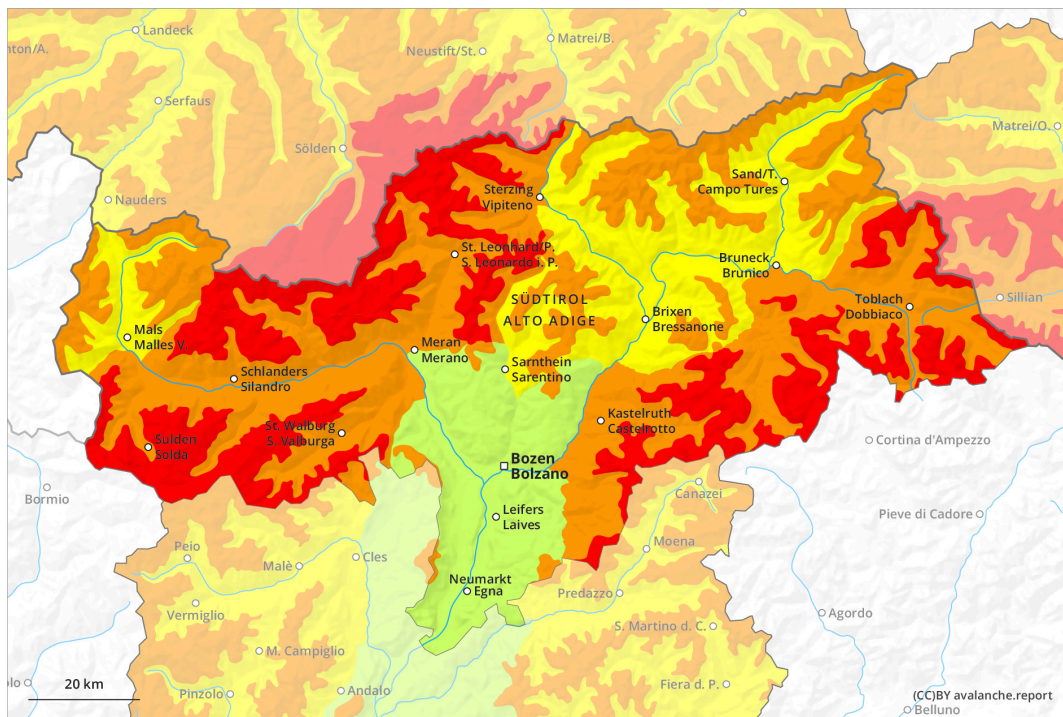 Landeck
Matrei/B.
nton/A.
Neustift/St.
Serfaus
Matrei/O.
Sölden
Sand/T.
Campo Tures
Sterzing
Vipiteno
Nauders
St. Leonhard/P.
S. Leonardo i. P.
Bruneck
Brunico
Sillian
SÜDTIROL
ALTO ADIGE
Toblach
Dobbiaco
Brixen
Bressanone
Mals
Malles V.
Meran
Merano
Sarnthein
Sarentino
Schlanders
Silandro
Kastelruth
Castelrotto
St. Walburg
S. Valburga
Sulden
Solda
Cortina d'Ampezzo
Bozen
Bolzano
Bormio
Canazei
Leifers
Laives
Pieve di Cadore
Moena
Peio
Cles
Malè
Neumarkt
Egna
Predazzo
Vermiglio
Agordo
S. Martino d. C.
M. Campiglio
20 km
olo
Pinzolo
Andalo
Fiera d. P.
(CC)BY avalanche.report
Belluno